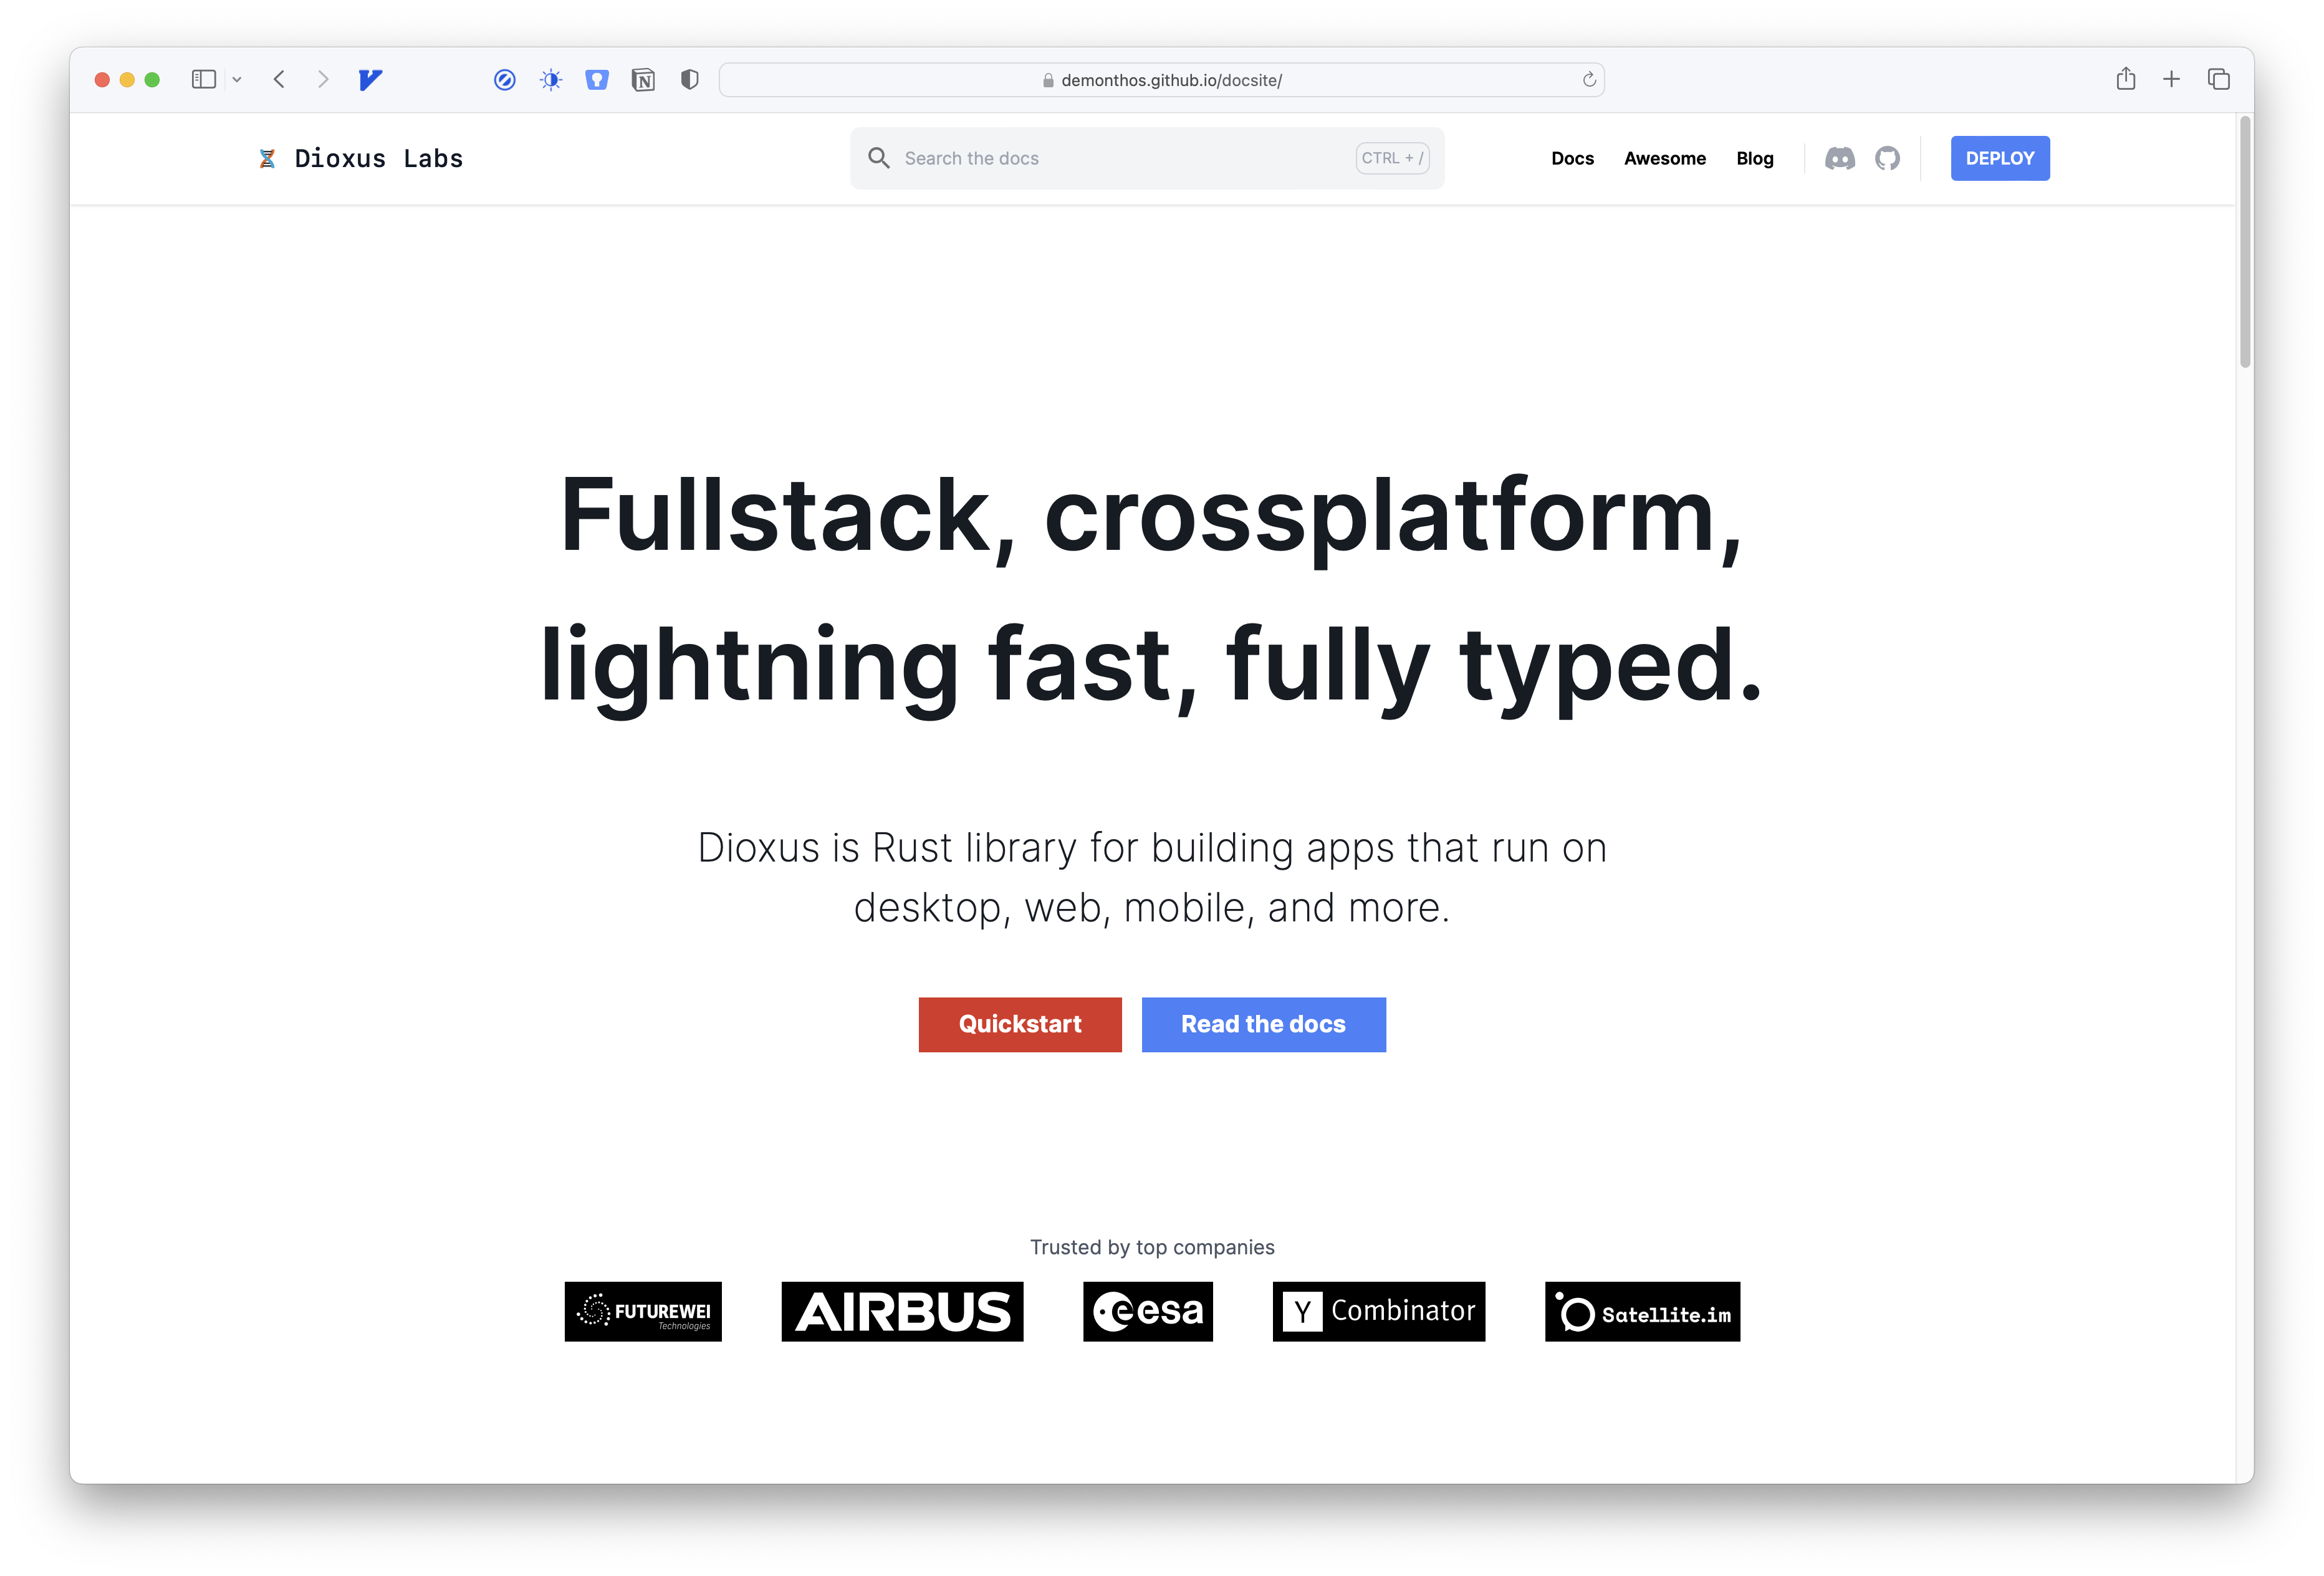 demonthos.github.io/docsite/
Dioxus Labs
Search the docs
CTRL + /
Docs
Awesome
Blog
DEPLOY
Fullstack, crossplatform,
lightning fast, fully typed.
Dioxus is Rust library for building apps that run on
desktop, web, mobile, and more.
Quickstart
Read the docs
Trusted by top companies
FUTUREWEI
Technologies
AIRBUS
esa
Y Combinator
Satellite.im